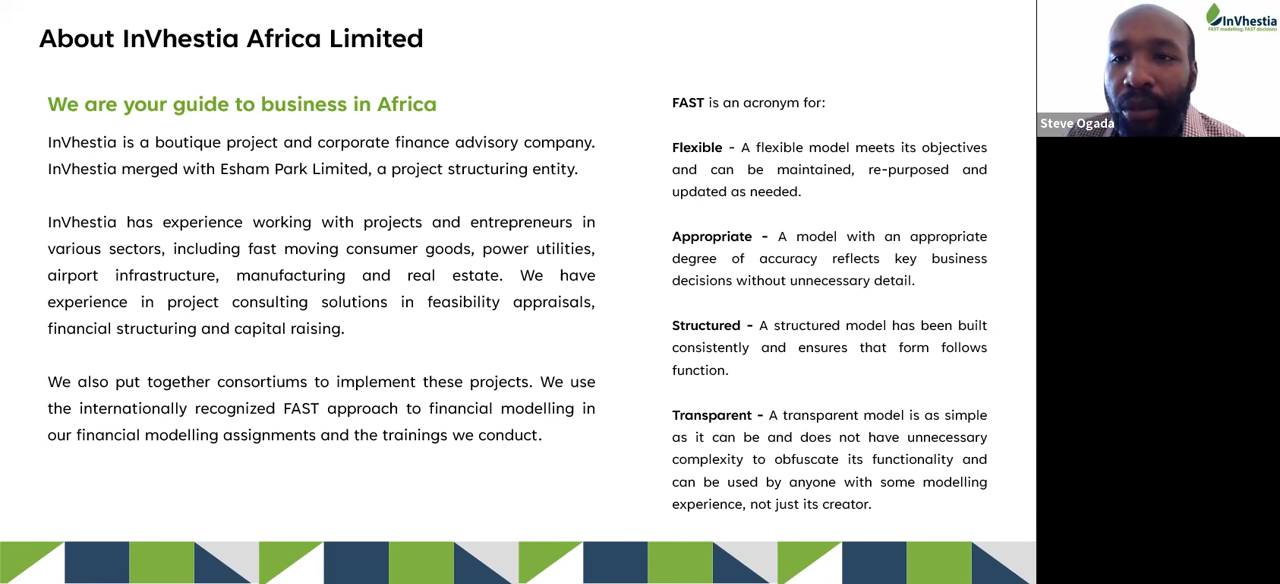 About InVhestia Africa Limited
We are your guide to business in Africa
InVhestia is a boutique project and corporate finance advisory company.
InVhestia merged with Esham Park Limited, a project structuring entity.
InVhestia has experience working with projects and entrepreneurs in
various sectors, including fast moving consumer goods, power utilities,
airport infrastructure, manufacturing and real estate. We have
experience in project consulting solutions in feasibility appraisals,
financial structuring and capital raising.
We also put together consortiums to implement these projects. We use
the internationally recognized FAST approach to financial modelling in
our financial modelling assignments and the trainings we conduct.
FAST is an acronym for:
Flexible - A flexible model meets its objectives
and can be maintained, re-purposed and
updated as needed.
Appropriate - A model with an appropriate
degree of accuracy reflects key business
decisions without unnecessary detail.
Structured - A structured model has been built
consistently and ensures that form follows
function.
Transparent - A transparent model is as simple
as it can be and does not have unnecessary
complexity to obfuscate its functionality and
can be used by anyone with some modelling
experience, not just its creator.
InVhestia
FAST modelling, FAST decisions
Steve Ogada